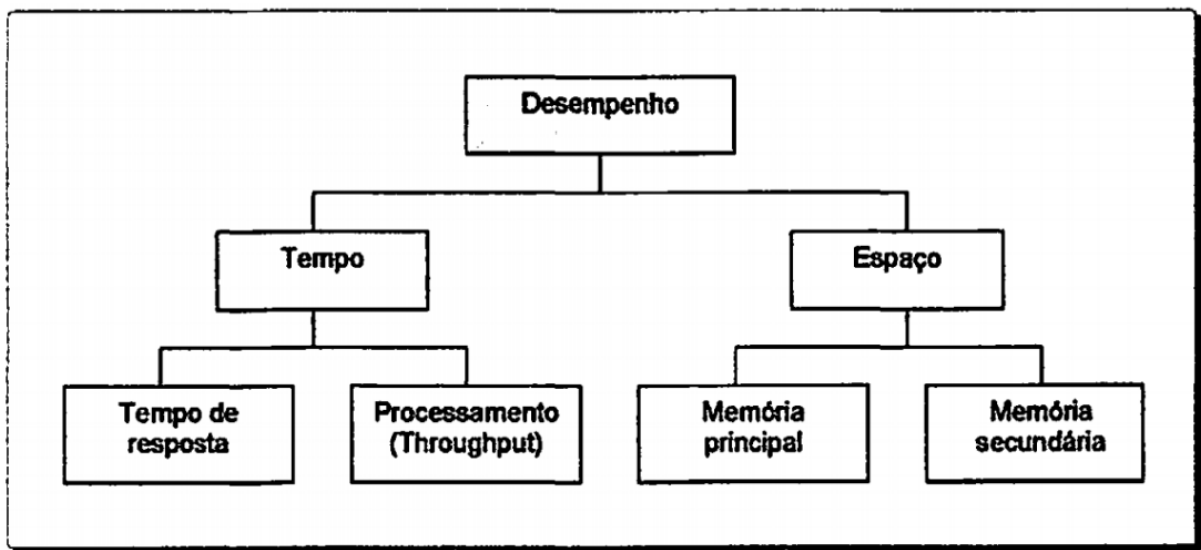 Desempenho
Tempo
Espaço
Tempo de
resposta
Processamento
(Throughput)
Memória
principal
Memória
secundária